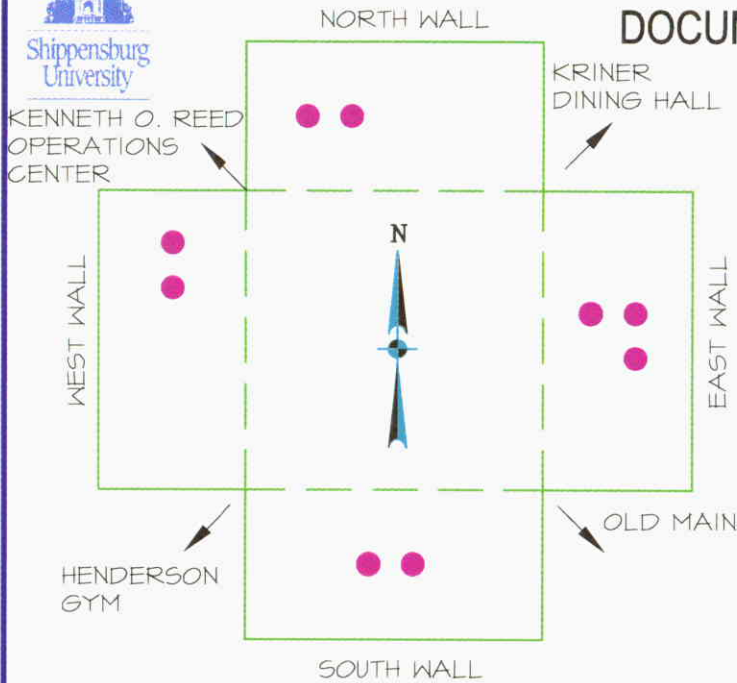 NORTH WALL
DOCUM
Shippensburg
University
KRINER
DINING HALL
KENNETH O. REED
OPERATIONS
CENTER
N
WEST WALL
EAST WALL
OLD MAIN
HENDERSON
GYM
SOUTH WALL